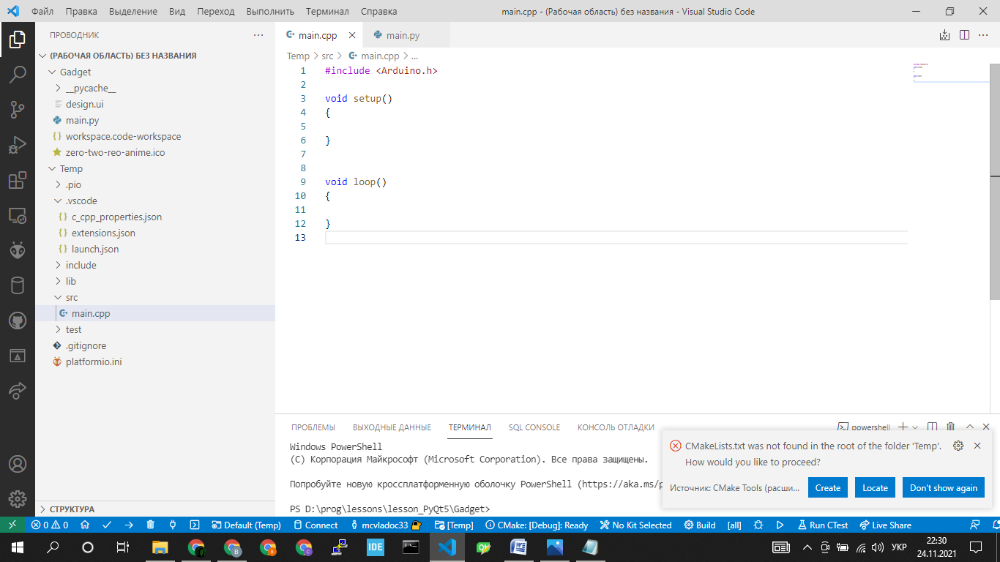 Файл Правка Выделение Вид Переход Выполнить Терминал Справка main.cpp - (Рабочая область) без названия - Visual Studio Code
ПРОВОДНИК
(РАБОЧАЯ ОБЛАСТЬ) БЕЗ НАЗВАНИЯ
Gadget
__pycache__
design.ui
main.py
workspace.code-workspace
zero-two-reo-anime.ico
Temp
.pio
.vscode
c_cpp_properties.json
extensions.json
launch.json
include
lib
src
main.cpp
test
.gitignore
platformio.ini
СТРУКТУРА
main.cpp main.py
Temp > src > main.cpp > ...
1 #include <Arduino.h>
2
3 void setup()
4 {
5
6 }
7
8
9 void loop()
10 {
11
12 }
13
ПРОБЛЕМЫ ВЫХОДНЫЕ ДАННЫЕ ТЕРМИНАЛ SQL CONSOLE КОНСОЛЬ ОТЛАДКИ powershell
Windows PowerShell
(C) Корпорация Майкрософт (Microsoft Corporation). Все права защищены.
Попробуйте новую кроссплатформенную оболочку PowerShell (https://aka.ms/p
PS D:\prog\lessons\lesson_PyQt5\Gadget>
CMakeLists.txt was not found in the root of the folder 'Temp'.
How would you like to proceed?
Источник: CMake Tools (расши... Create Locate Don't show again
0 0 Default (Temp) Connect mcvladoc33 [Temp] CMake: [Debug]: Ready No Kit Selected Build [all] Run CTest Live Share
IDE УКР 22:30
24.11.2021